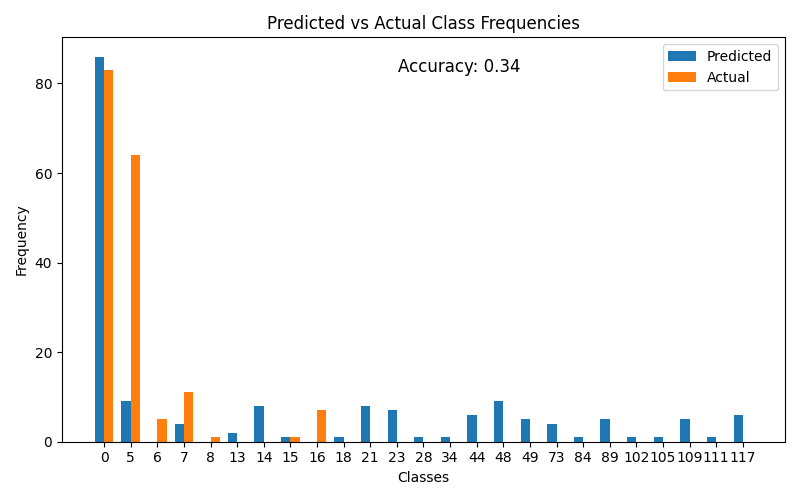 Predicted vs Actual Class Frequencies
Accuracy: 0.34
Predicted
Actual
Frequency
80
60
40
20
0
0 5 6 7 8 13 14 15 16 18 21 23 28 34 44 48 49 73 84 89 102 105 109 111 117
Classes